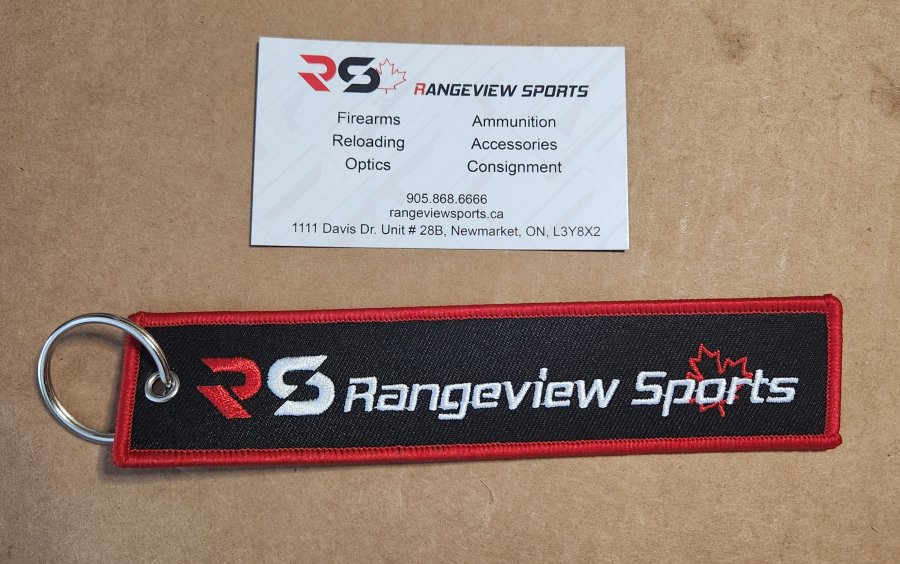 RS RANGEVIEW SPORTS
Firearms Ammunition
Reloading Accessories
Optics Consignment
905.868.6666
rangeviewsports.ca
1111 Davis Dr. Unit # 28B, Newmarket, ON, L3Y8X2
RS Rangeview Sports